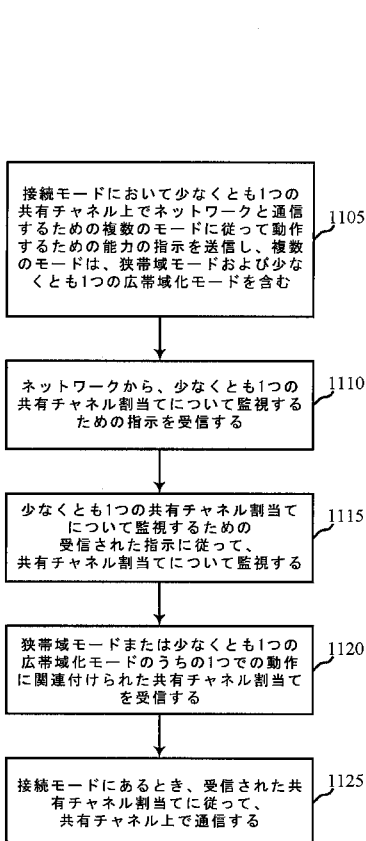 接続モードにおいて少なくとも1つの
共有チャネル上でネットワークと通信
するための複数のモードに従って動作
するための能力の指示を送信し、複数
のモードは、狭帯域モードおよび少な
くとも1つの広帯域化モードを含む
1105
ネットワークから、少なくとも1つの
共有チャネル割当てについて監視する
ための指示を受信する
1110
少なくとも1つの共有チャネル割当て
について監視するための
受信された指示に従って、
共有チャネル割当てについて監視する
1115
狭帯域モードまたは少なくとも1つの
広帯域化モードのうちの1つでの動作
に関連付けられた共有チャネル割当て
を受信する
1120
接続モードにあるとき、受信された共
有チャネル割当てに従って、
共有チャネル上で通信する
1125